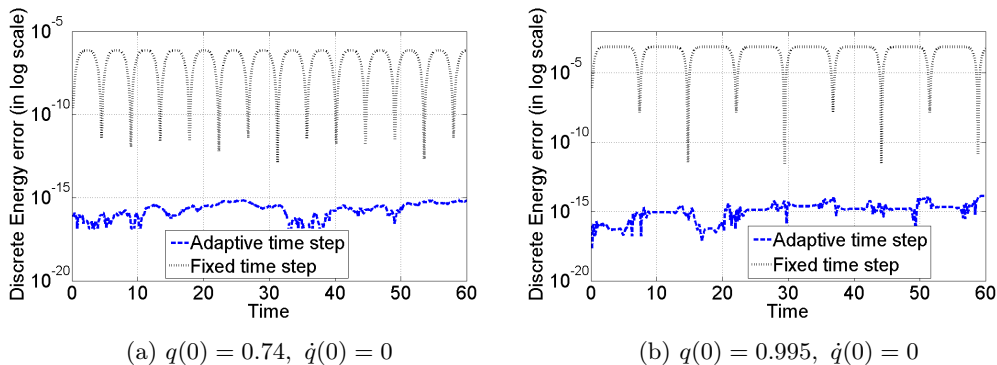 Discrete Energy error (in log scale)
10^-5
10^-10
10^-15
10^-20
0 10 20 30 40 50 60
Time
Adaptive time step
Fixed time step
(a) q(0) = 0.74, q̇(0) = 0
Discrete Energy error (in log scale)
10^-5
10^-10
10^-15
10^-20
0 10 20 30 40 50 60
Time
Adaptive time step
Fixed time step
(b) q(0) = 0.995, q̇(0) = 0